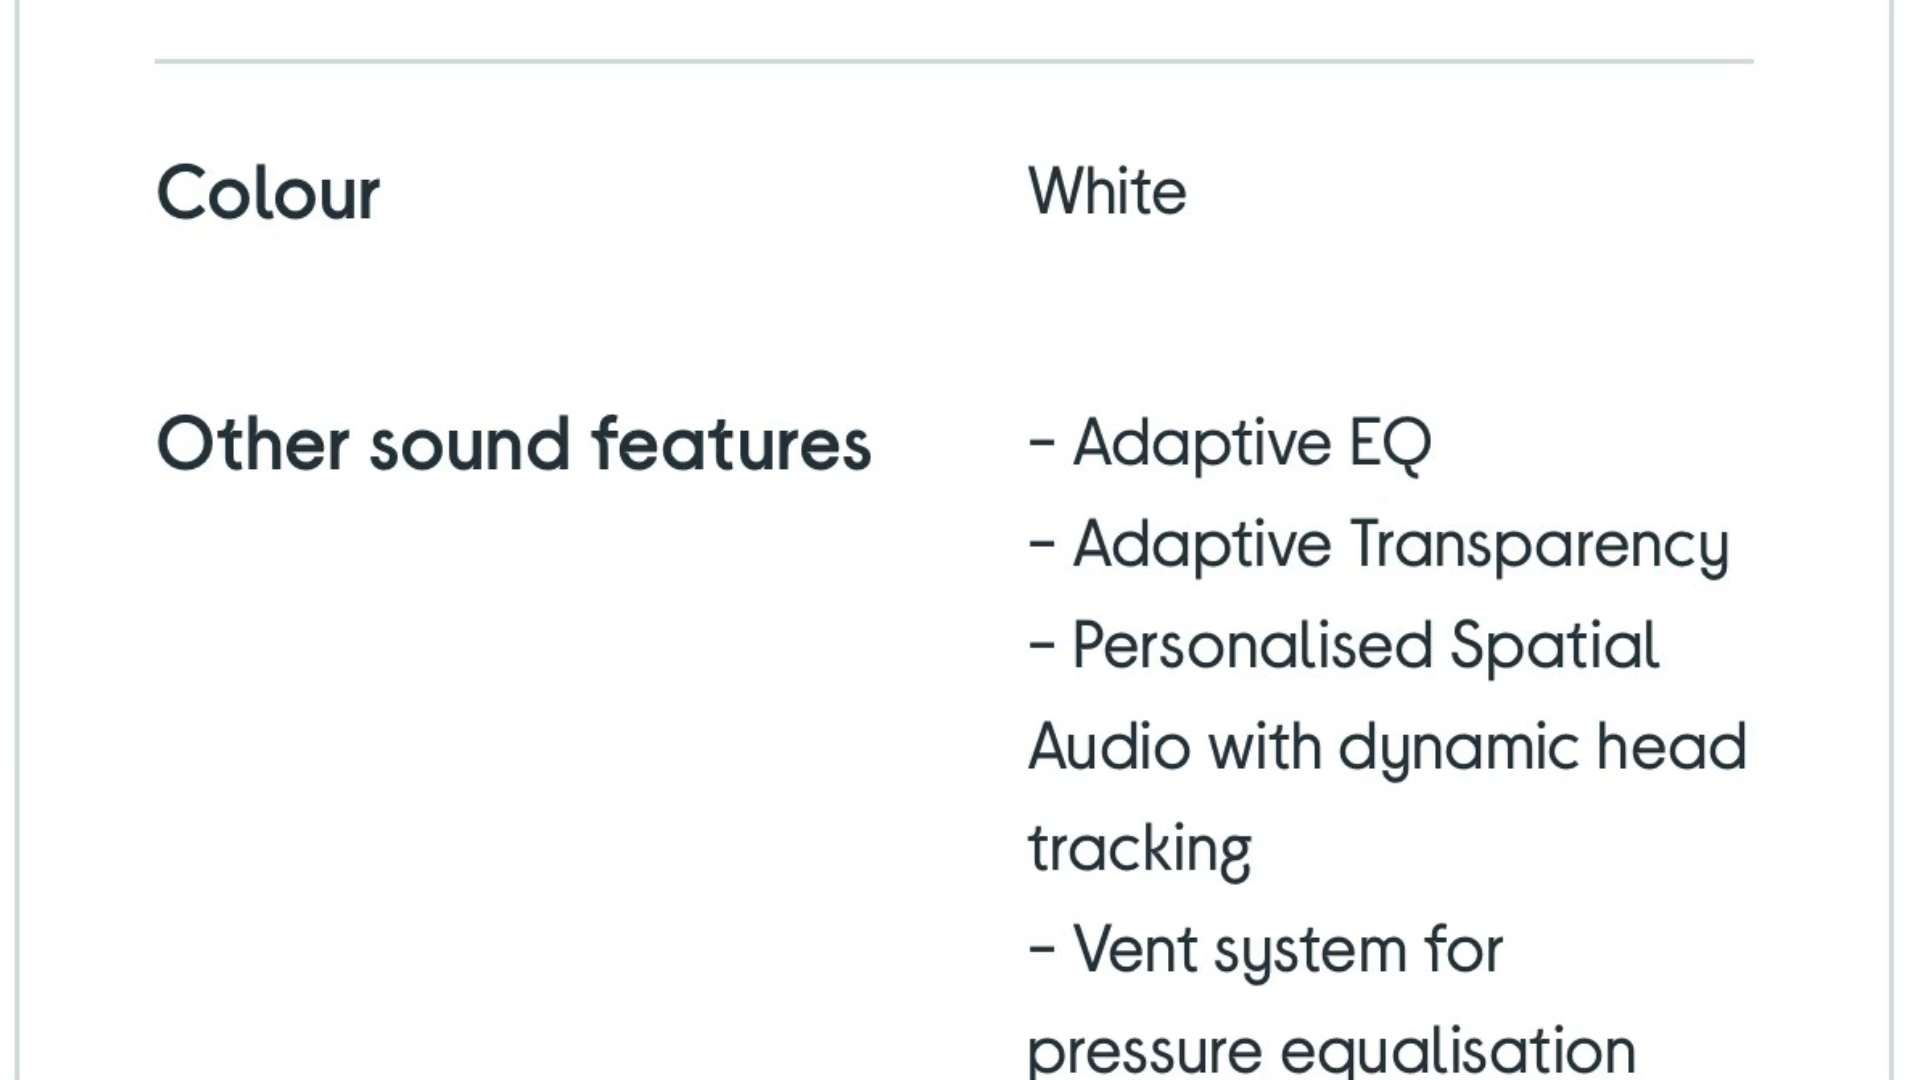 Colour White
Other sound features - Adaptive EQ
- Adaptive Transparency
- Personalised Spatial
Audio with dynamic head
tracking
- Vent system for
pressure equalisation